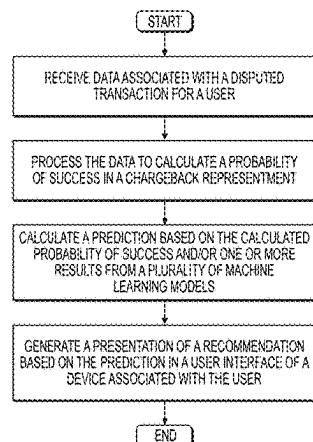 START
RECEIVE DATA ASSOCIATED WITH A DISPUTED
TRANSACTION FOR A USER
PROCESS THE DATA TO CALCULATE A PROBABILITY
OF SUCCESS IN A CHARGEBACK REPRESENTMENT
CALCULATE A PREDICTION BASED ON THE CALCULATED
PROBABILITY OF SUCCESS AND/OR ONE OR MORE
RESULTS FROM A PLURALITY OF MACHINE
LEARNING MODELS
GENERATE A PRESENTATION OF A RECOMMENDATION
BASED ON THE PREDICTION IN A USER INTERFACE OF A
DEVICE ASSOCIATED WITH THE USER
END